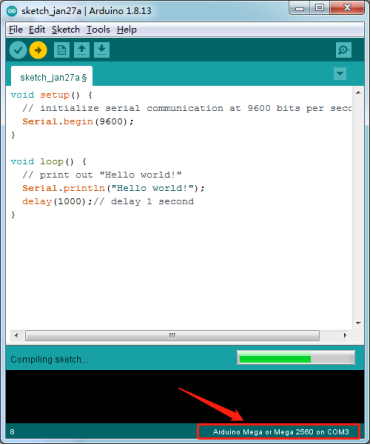 sketch_jan27a | Arduino 1.8.13
File Edit Sketch Tools Help
sketch_jan27a §
void setup() {
  // initialize serial communication at 9600 bits per seco
  Serial.begin(9600);
}
void loop() {
  // print out "Hello world!"
  Serial.println("Hello world!");
  delay(1000);// delay 1 second
}
Compiling sketch...
8
Arduino Mega or Mega 2560 on COM3